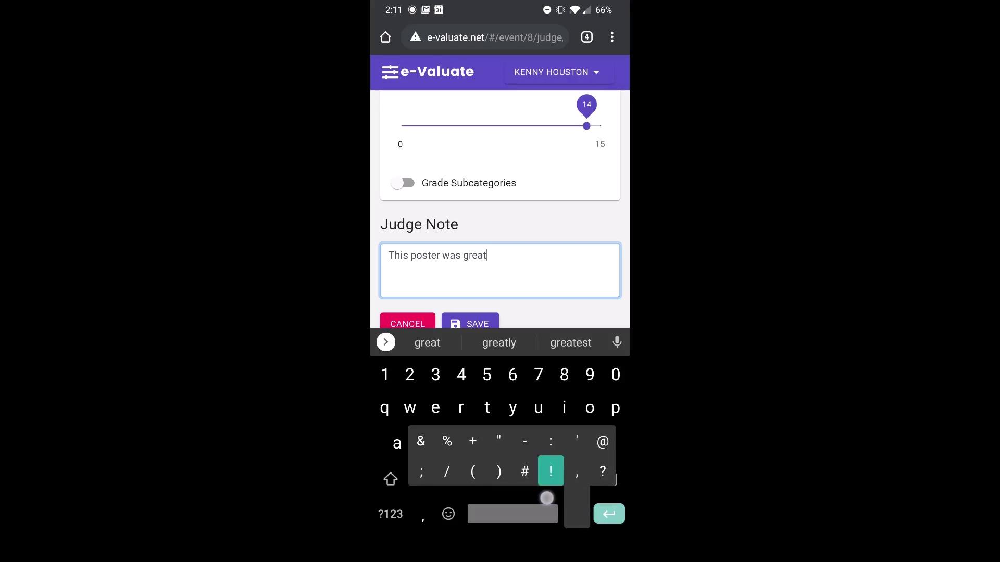 2:11 31 66%
e-valuate.net/#/event/8/judge/
4
e-Valuate KENNY HOUSTON
14
0 15
Grade Subcategories
Judge Note
This poster was great
CANCEL SAVE
great greatly greatest
1 2 3 4 5 6 7 8 9 0
q w e r t y u i o p
a & % + " - : ' @
; / ( ) # ! , ?
?123 ,